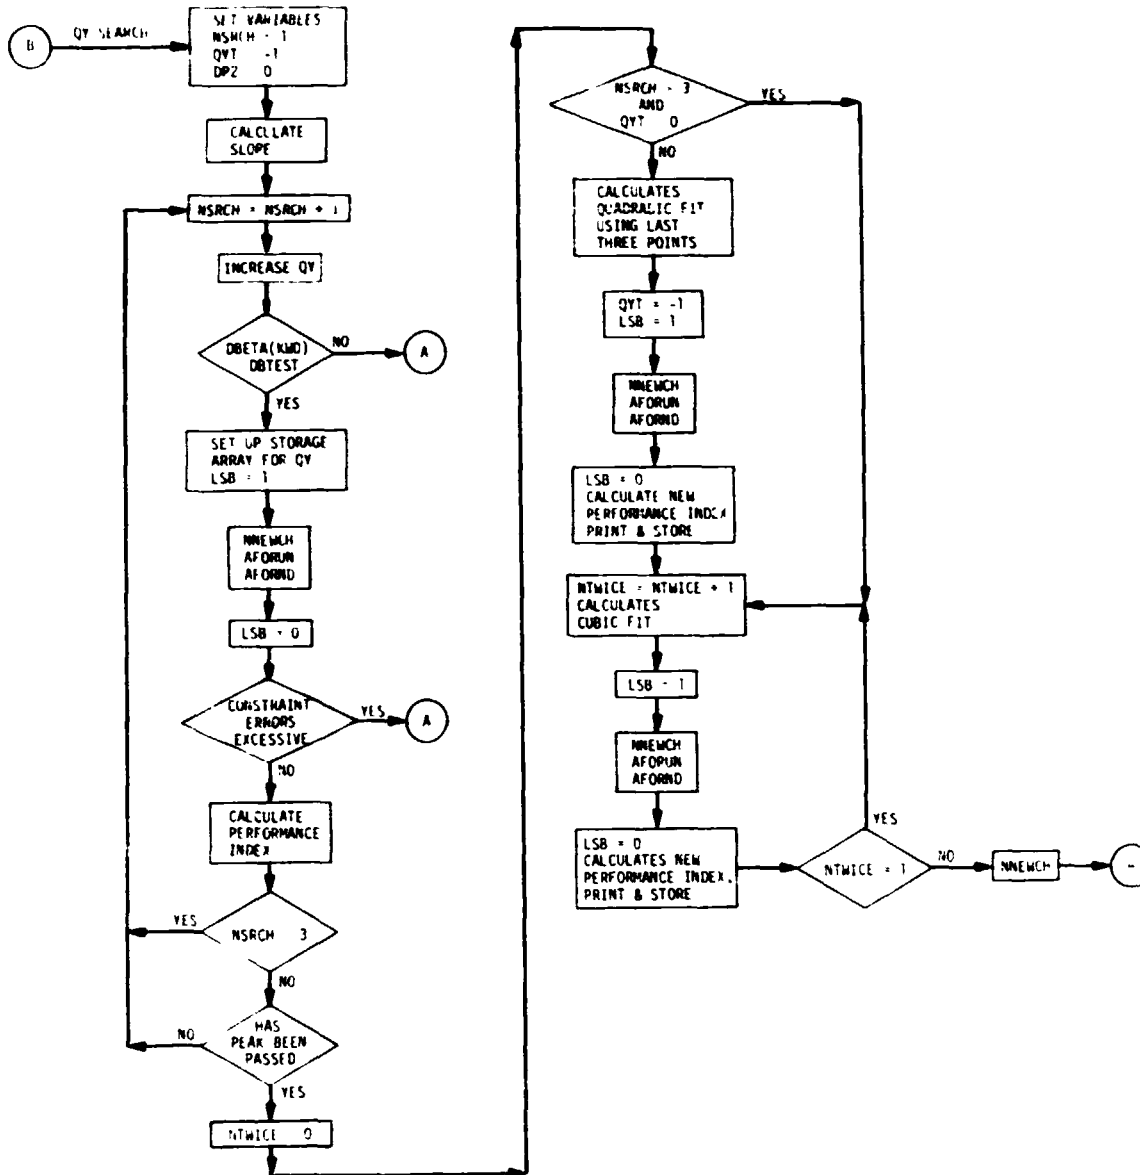 B
QY SEARCH
SET VARIABLES
NSRCH - 1
QYT -1
DP2 0
CALCULATE
SLOPE
NSRCH = NSRCH + 1
INCREASE QY
DBETA(KWD)
DBTEST
NO
A
YES
SET UP STORAGE
ARRAY FOR QY
LSB = 1
NNEWCH
AFORUN
AFORND
LSB = 0
CONSTRAINT
ERRORS
EXCESSIVE
YES
A
NO
CALCULATE
PERFORMANCE
INDEX
NSRCH 3
YES
NO
HAS
PEAK BEEN
PASSED
NO
YES
NTWICE 0
NSRCH - 3
AND
QYT 0
YES
NO
CALCULATES
QUADRALIC FIT
USING LAST
THREE POINTS
QYT = -1
LSB = 1
NNEWCH
AFORUN
AFORND
LSB = 0
CALCULATE NEW
PERFORMANCE INDEX
PRINT & STORE
NTWICE = NTWICE + 1
CALCULATES
CUBIC FIT
LSB - 1
NNEWCH
AFOPUN
AFORND
LSB = 0
CALCULATES NEW
PERFORMANCE INDEX.
PRINT & STORE
NTWICE = 1
YES
NO
NNEWCH